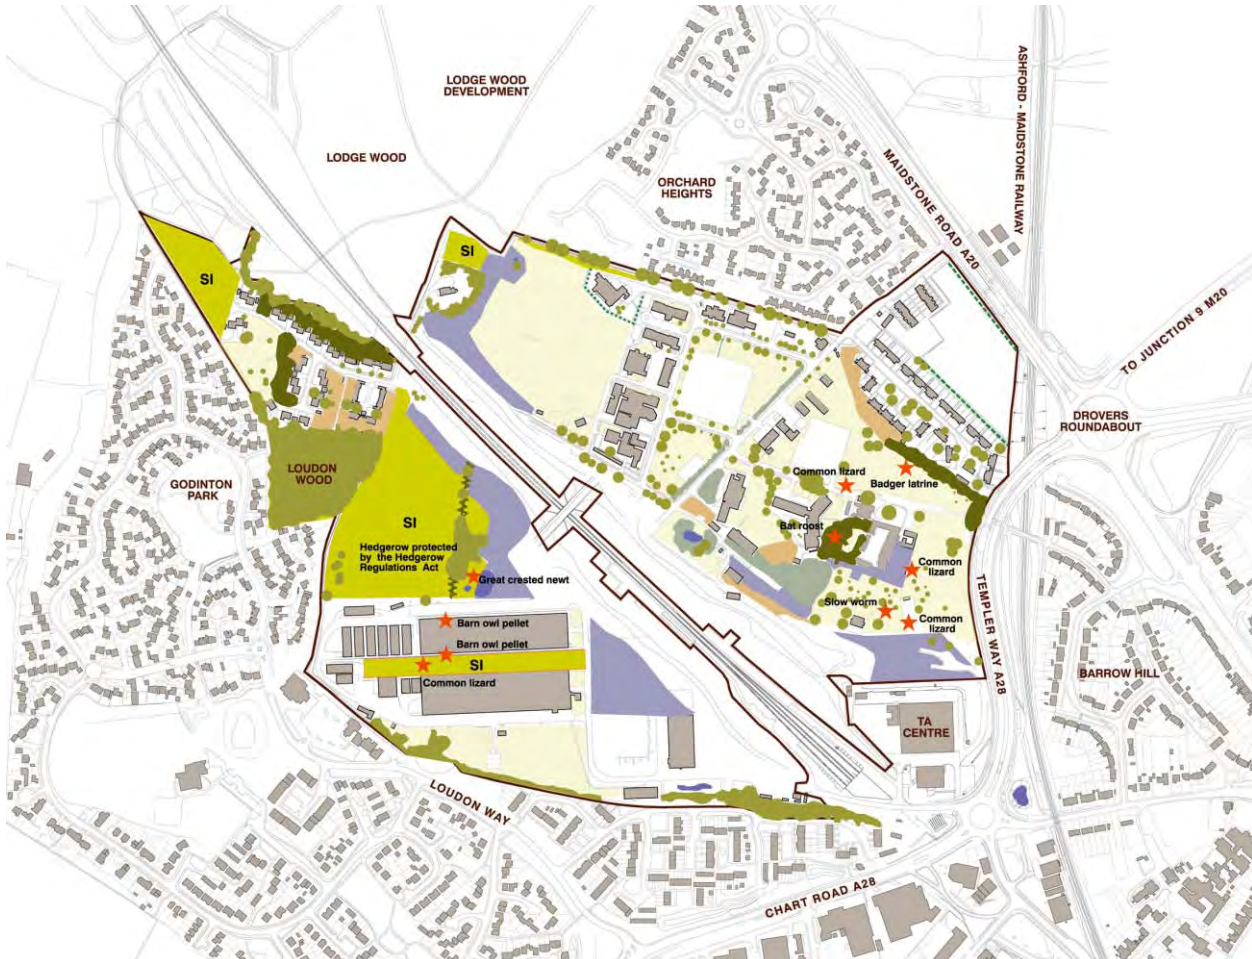 LODGE WOOD
DEVELOPMENT
LODGE WOOD
ORCHARD
HEIGHTS
MAIDSTONE ROAD A20
ASHFORD - MAIDSTONE RAILWAY
TO JUNCTION 9 M20
SI
SI
DROVERS
ROUNDABOUT
LOUDON
WOOD
GODINTON
PARK
Common lizard
Badger latrine
SI
Bat roost
Hedgerow protected
by the Hedgerow
Regulations Act
Great crested newt
Common
lizard
Slow worm
Common
lizard
TEMPLER WAY A28
Barn owl pellet
Barn owl pellet
SI
Common lizard
BARROW HILL
TA
CENTRE
LOUDON WAY
CHART ROAD A28